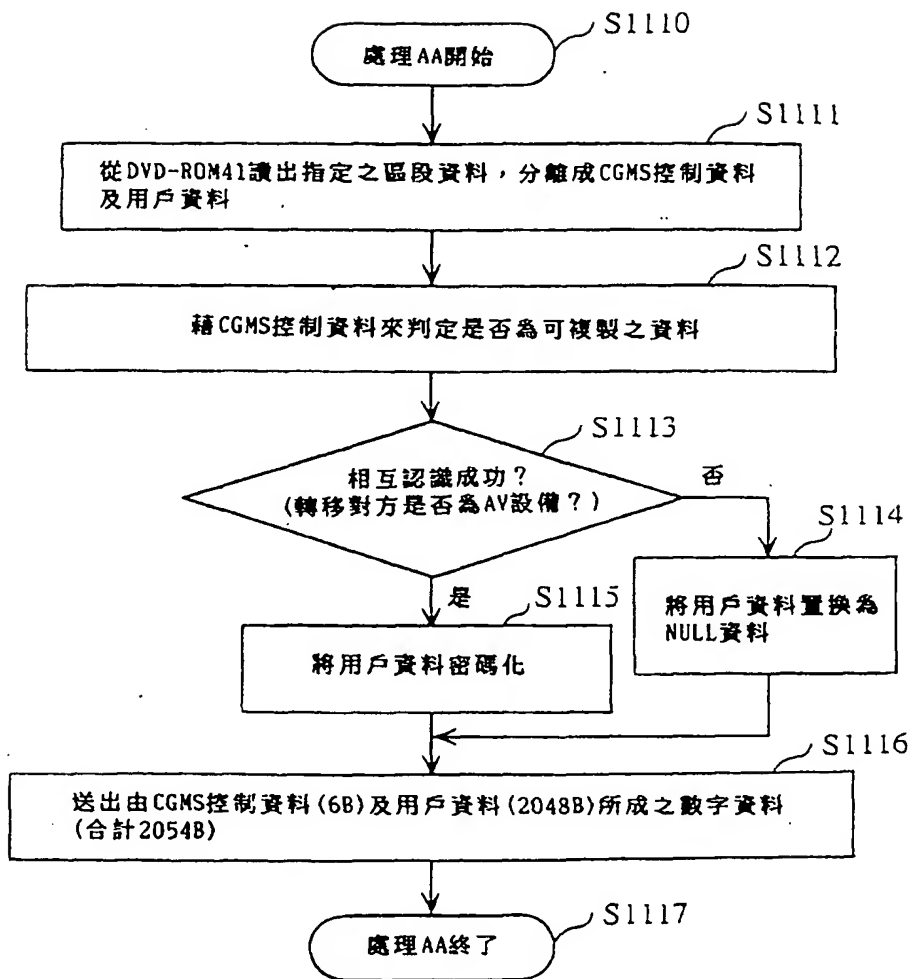 S1110
處理AA開始
S1111
從DVD-ROM41讀出指定之區段資料，分離成CGMS控制資料
及用戶資料
S1112
藉CGMS控制資料來判定是否為可複製之資料
S1113
相互認識成功？
(轉移對方是否為AV設備？)
否
S1114
將用戶資料置換為
NULL資料
是
S1115
將用戶資料密碼化
S1116
送出由CGMS控制資料(6B)及用戶資料(2048B)所成之數字資料
(合計2054B)
S1117
處理AA終了